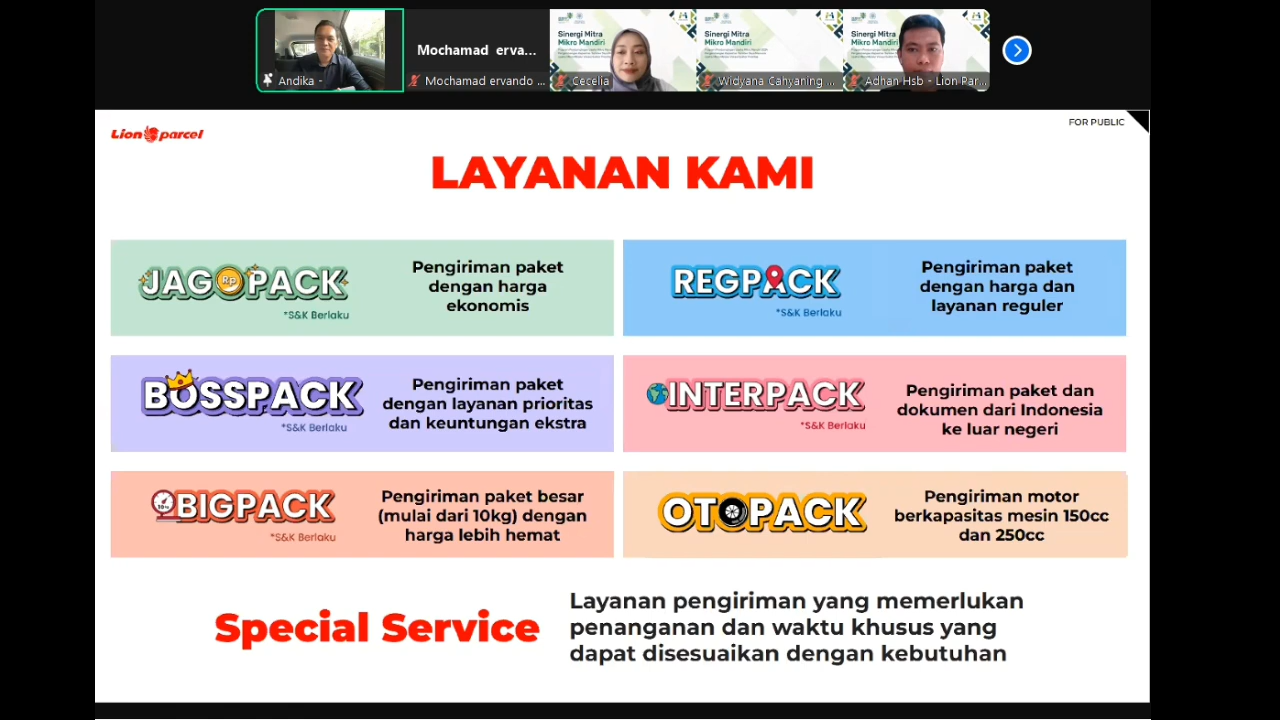 Andika -
Mochamad erva...
Mochamad ervando ...
Sinergi Mitra
Mikro Mandiri
Cecelia
Sinergi Mitra
Mikro Mandiri
Widyana Cahyaning ...
Sinergi Mitra
Mikro Mandiri
Adhan Hsb - Lion Par...
Lion parcel
FOR PUBLIC
LAYANAN KAMI
JAGOPACK
Rp
*S&K Berlaku
Pengiriman paket
dengan harga
ekonomis
REGPACK
*S&K Berlaku
Pengiriman paket
dengan harga dan
layanan reguler
BOSSPACK
*S&K Berlaku
Pengiriman paket
dengan layanan prioritas
dan keuntungan ekstra
INTERPACK
*S&K Berlaku
Pengiriman paket dan
dokumen dari Indonesia
ke luar negeri
BIGPACK
*S&K Berlaku
Pengiriman paket besar
(mulai dari 10kg) dengan
harga lebih hemat
OTOPACK
Pengiriman motor
berkapasitas mesin 150cc
dan 250cc
Special Service
Layanan pengiriman yang memerlukan
penanganan dan waktu khusus yang
dapat disesuaikan dengan kebutuhan